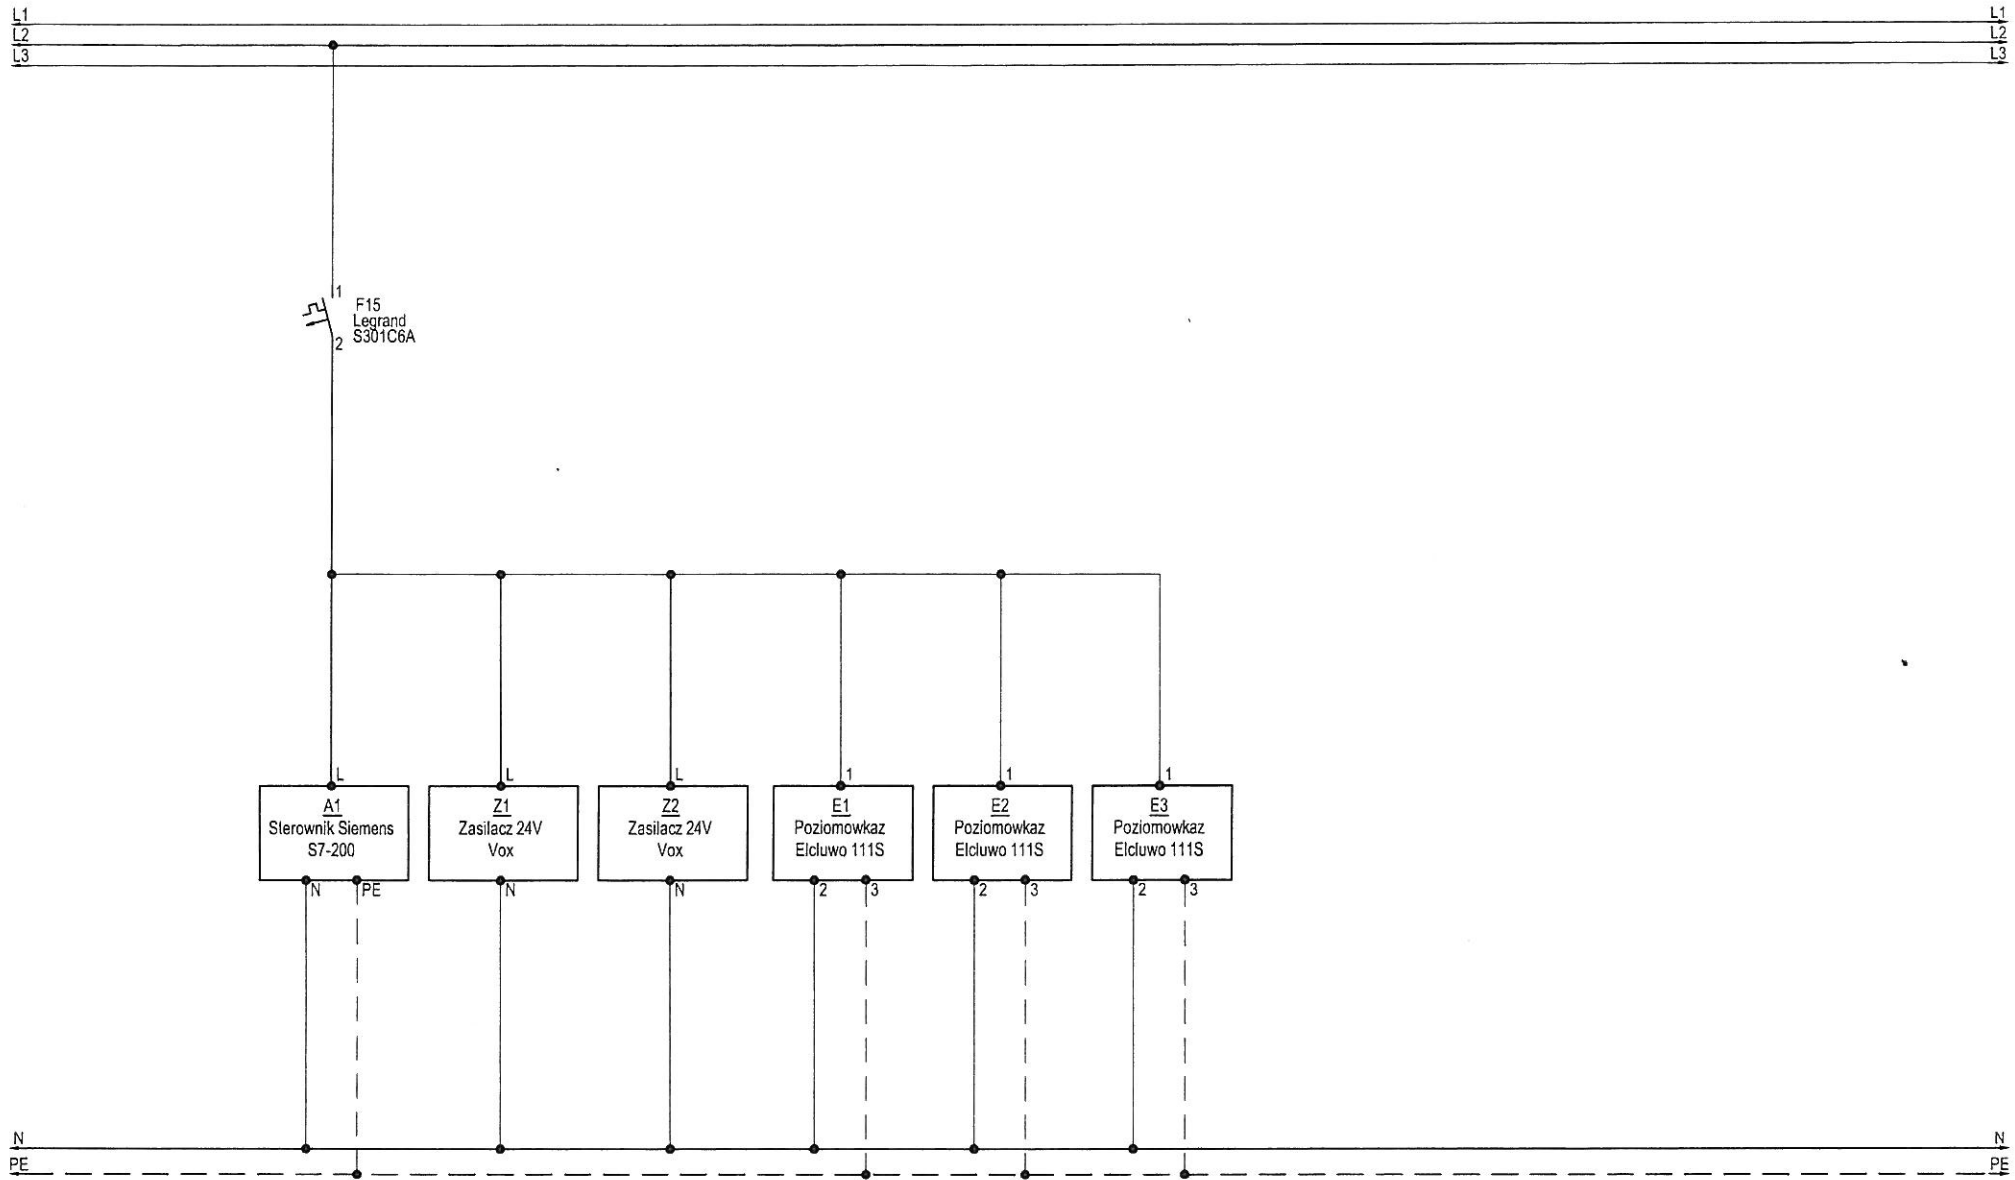 L1 L1
L2 L2
L3 L3
1
F15
Legrand
S301C6A
2
L L L 1 1 1
A1
Sterownik Siemens
S7-200
Z1
Zasilacz 24V
Vox
Z2
Zasilacz 24V
Vox
E1
Poziomowkaz
Elcluwo 111S
E2
Poziomowkaz
Elcluwo 111S
E3
Poziomowkaz
Elcluwo 111S
N PE N N 2 3 2 3 2 3
N N
PE PE